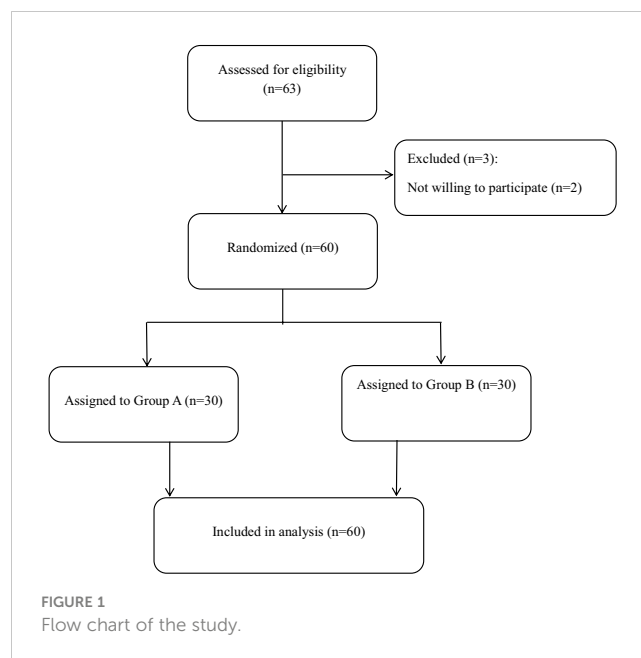 Assessed for eligibility
(n=63)
Excluded (n=3):
Not willing to participate (n=2)
Randomized (n=60)
Assigned to Group A (n=30)
Assigned to Group B (n=30)
Included in analysis (n=60)
FIGURE 1
Flow chart of the study.